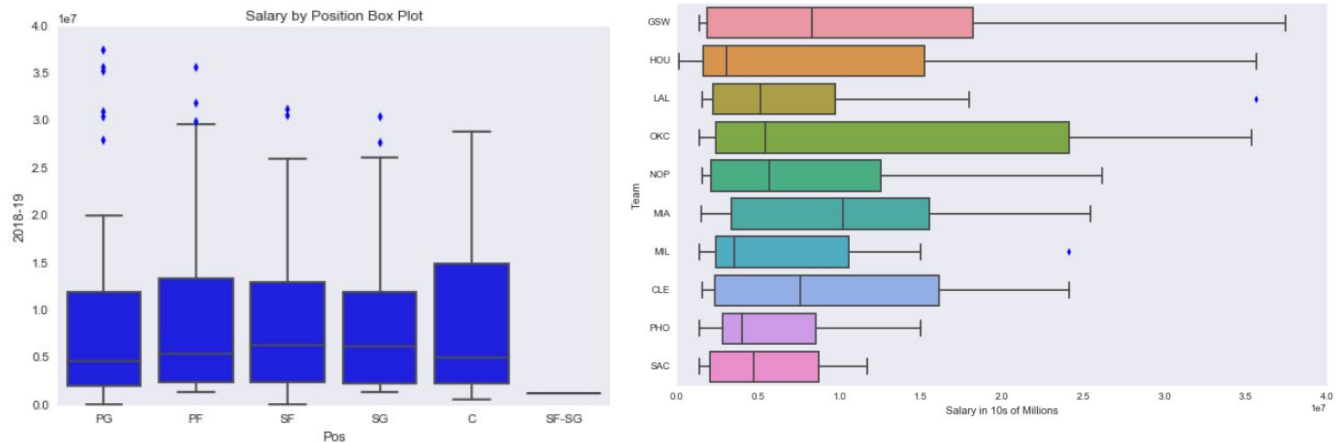 Salary by Position Box Plot
1e7
4.0
3.5
3.0
2.5
2.0
1.5
1.0
0.5
0.0
2018-19
PG PF SF SG C SF-SG
Pos
GSW
HOU
LAL
OKC
NOP
MIA
MIL
CLE
PHO
SAC
Team
0.0 0.5 1.0 1.5 2.0 2.5 3.0 3.5 4.0
Salary in 10s of Millions
1e7